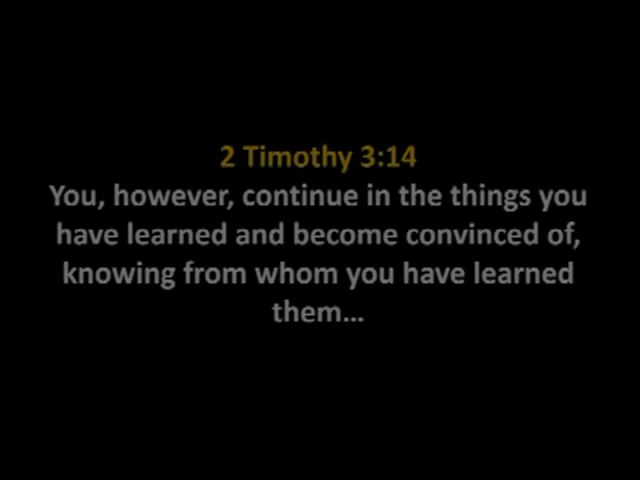 2 Timothy 3:14
You, however, continue in the things you
have learned and become convinced of,
knowing from whom you have learned
them…